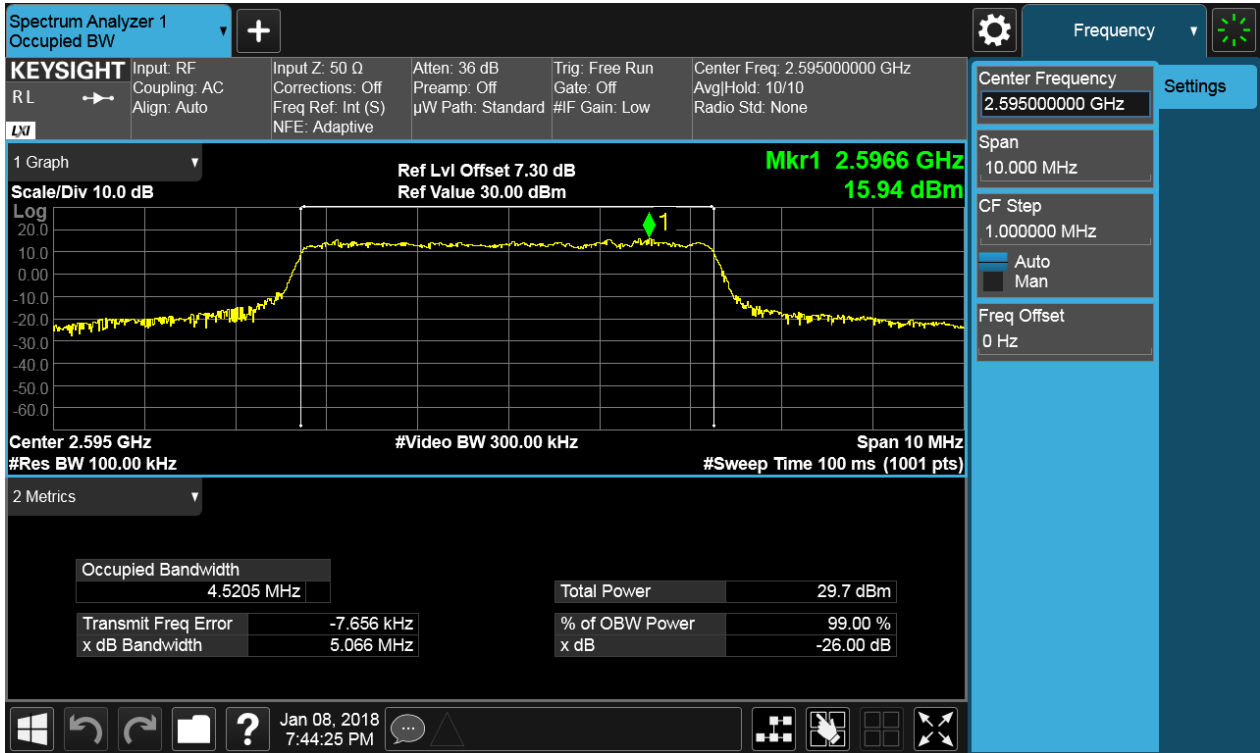 Spectrum Analyzer 1
Occupied BW
Frequency
KEYSIGHT
RL
LXI
Input: RF
Coupling: AC
Align: Auto
Input Z: 50 Ω
Corrections: Off
Freq Ref: Int (S)
NFE: Adaptive
Atten: 36 dB
Preamp: Off
µW Path: Standard
Trig: Free Run
Gate: Off
#IF Gain: Low
Center Freq: 2.595000000 GHz
Avg|Hold: 10/10
Radio Std: None
Center Frequency
2.595000000 GHz
Settings
Span
10.000 MHz
CF Step
1.000000 MHz
Auto
Man
Freq Offset
0 Hz
1 Graph
Scale/Div 10.0 dB
Log
Ref Lvl Offset 7.30 dB
Ref Value 30.00 dBm
Mkr1 2.5966 GHz
15.94 dBm
1
20.0
10.0
0.00
-10.0
-20.0
-30.0
-40.0
-50.0
-60.0
Center 2.595 GHz
#Res BW 100.00 kHz
#Video BW 300.00 kHz
Span 10 MHz
#Sweep Time 100 ms (1001 pts)
2 Metrics
Occupied Bandwidth
4.5205 MHz
Transmit Freq Error -7.656 kHz
x dB Bandwidth 5.066 MHz
Total Power 29.7 dBm
% of OBW Power 99.00 %
x dB -26.00 dB
?
Jan 08, 2018
7:44:25 PM